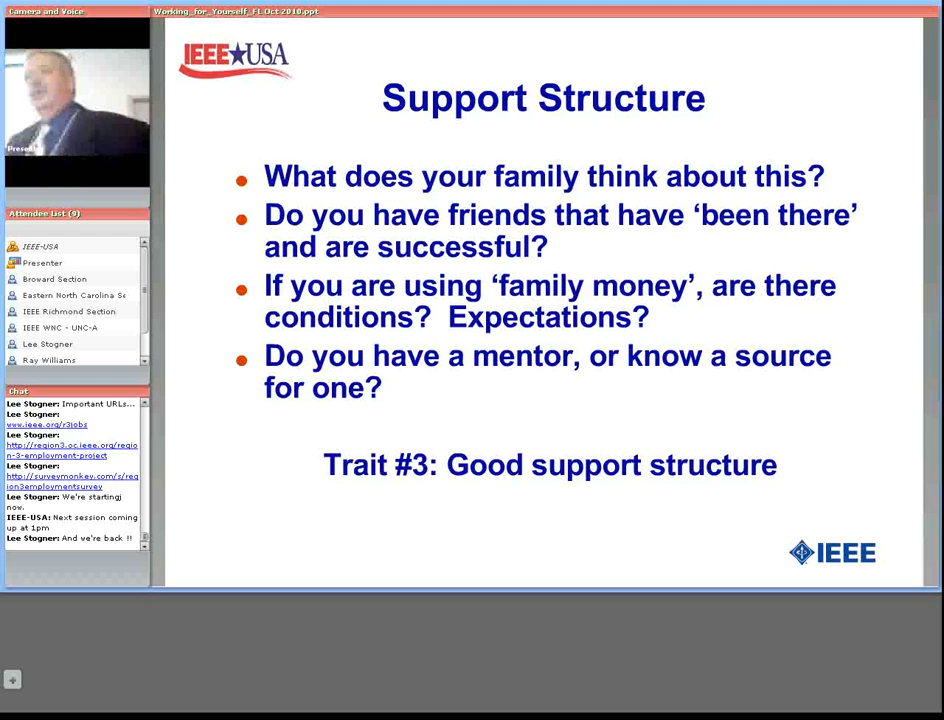 Camera and Voice
Working_for_Yourself_FL Oct 2010.ppt
IEEE USA
Support Structure
What does your family think about this?
Do you have friends that have ‘been there’
and are successful?
If you are using ‘family money’, are there
conditions?  Expectations?
Do you have a mentor, or know a source
for one?
Trait #3: Good support structure
IEEE
Attendee List (9)
IEEE-USA
Presenter
Broward Section
Eastern North Carolina Se
IEEE Richmond Section
IEEE WNC - UNC-A
Lee Stogner
Ray Williams
Chat
Lee Stogner: Important URLs...
Lee Stogner:
www.ieee.org/r3jobs
Lee Stogner:
http://region3.oc.ieee.org/regio
n-3-employment-project
Lee Stogner:
http://surveymonkey.com/s/reg
ion3employmentsurvey
Lee Stogner: We're startingj
now.
IEEE-USA: Next session coming
up at 1pm
Lee Stogner: And we're back !!